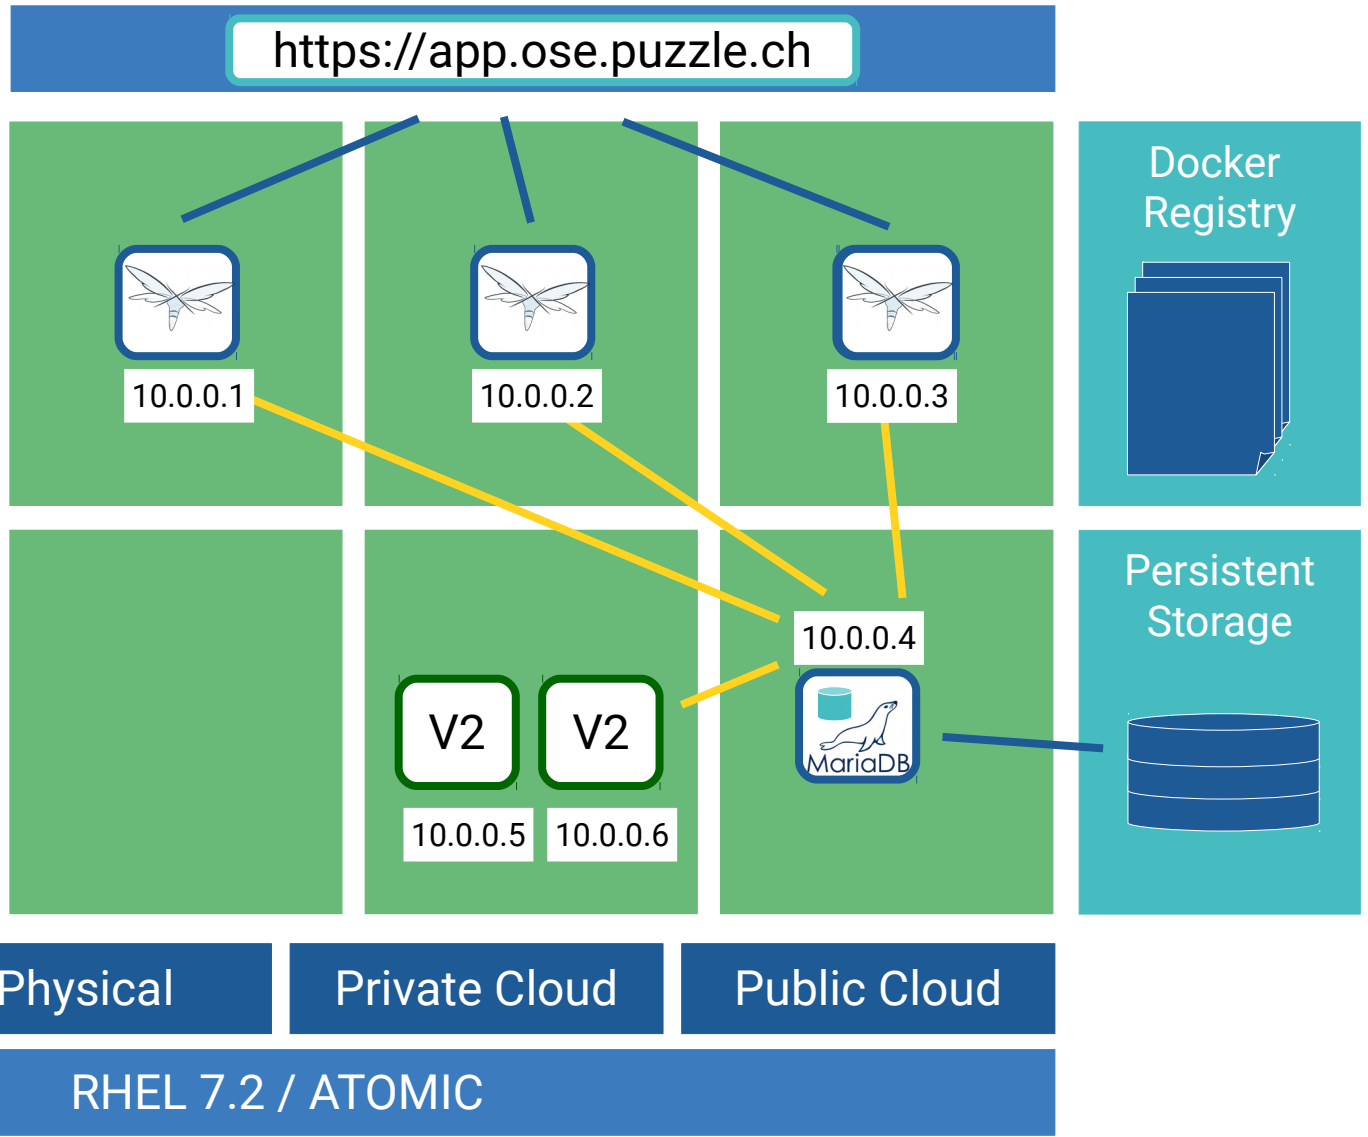 https://app.ose.puzzle.ch
Docker
Registry
10.0.0.1
10.0.0.2
10.0.0.3
Persistent
Storage
10.0.0.4
V2
V2
MariaDB
10.0.0.5
10.0.0.6
Physical
Private Cloud
Public Cloud
RHEL 7.2 / ATOMIC